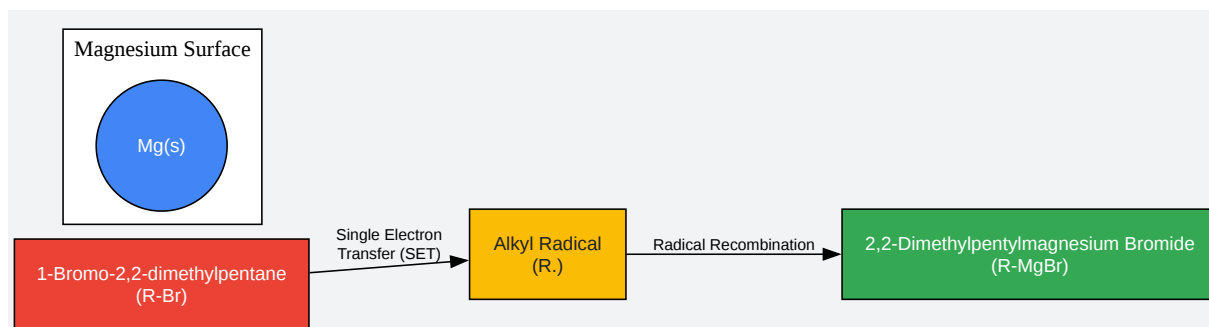 Magnesium Surface
Mg(s)
1-Bromo-2,2-dimethylpentane
(R-Br)
Single Electron
Transfer (SET)
Alkyl Radical
(R.)
Radical Recombination
2,2-Dimethylpentylmagnesium Bromide
(R-MgBr)